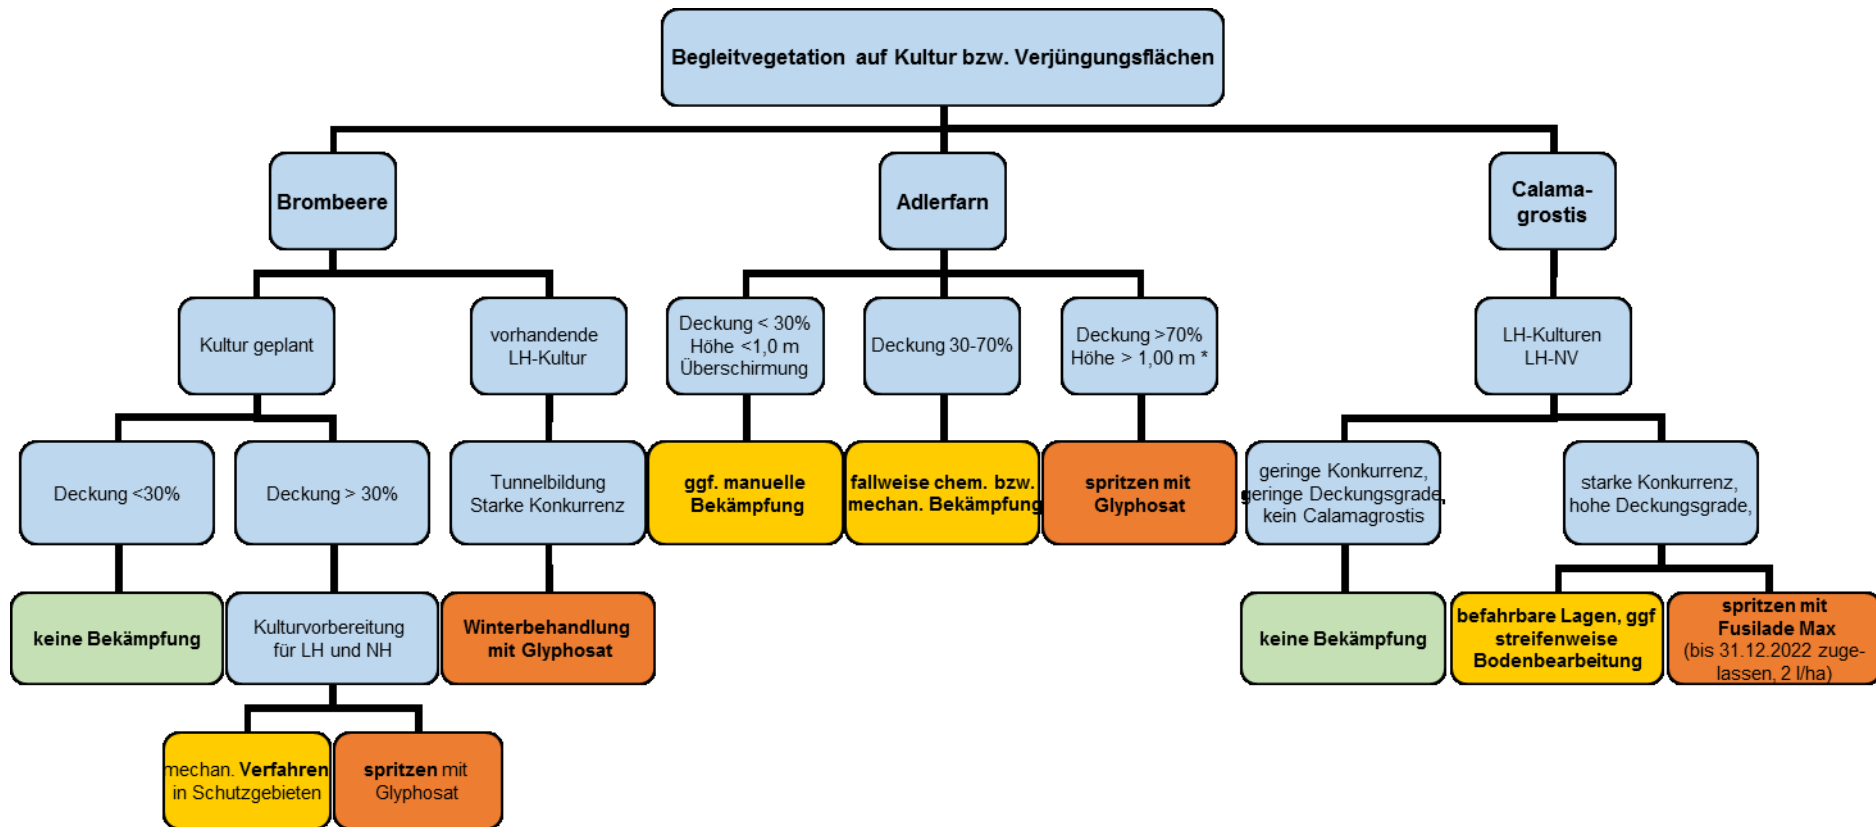 Begleitvegetation auf Kultur bzw. Verjüngungsflächen
Brombeere
Adlerfarn
Calama-
grostis
Kultur geplant
vorhandende
LH-Kultur
Deckung < 30%
Höhe <1,0 m
Überschirmung
Deckung 30-70%
Deckung >70%
Höhe > 1,00 m *
LH-Kulturen
LH-NV
Deckung <30%
Deckung > 30%
Tunnelbildung
Starke Konkurrenz
ggf. manuelle
Bekämpfung
fallweise chem. bzw.
mechan. Bekämpfung
spritzen mit
Glyphosat
geringe Konkurrenz,
geringe Deckungsgrade,
kein Calamagrostis
starke Konkurrenz,
hohe Deckungsgrade,
keine Bekämpfung
Kulturvorbereitung
für LH und NH
Winterbehandlung
mit Glyphosat
keine Bekämpfung
befahrbare Lagen, ggf
streifenweise
Bodenbearbeitung
spritzen mit
Fusilade Max
(bis 31.12.2022 zuge-
lassen, 2 l/ha)
mechan. Verfahren
in Schutzgebieten
spritzen mit
Glyphosat